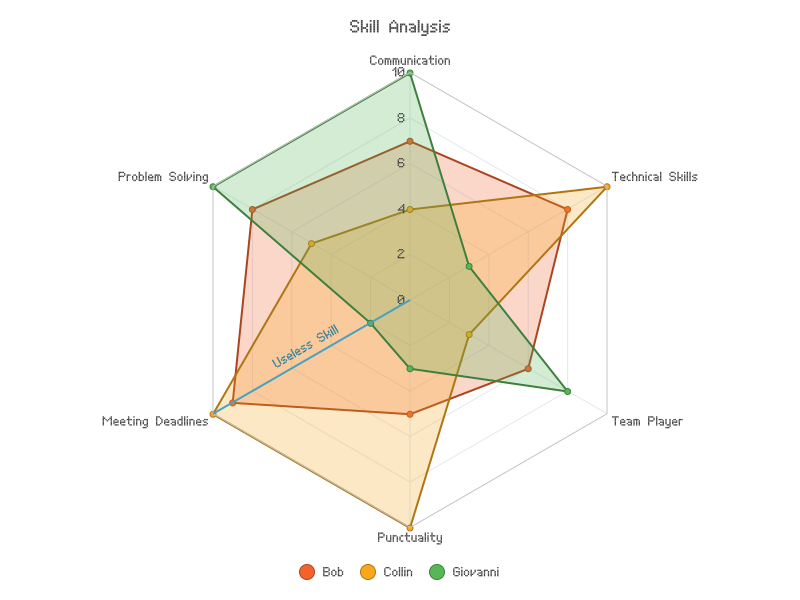 Skill Analysis
Communication
10
8
6
4
2
0
Problem Solving
Technical Skills
Useless Skill
Meeting Deadlines
Team Player
Punctuality
Bob
Collin
Giovanni